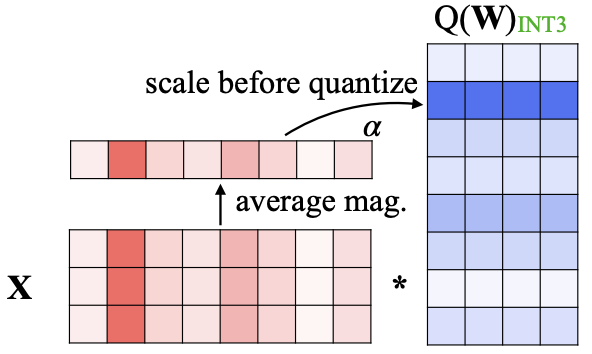 Q(W)INT3
scale before quantize
α
average mag.
X
*